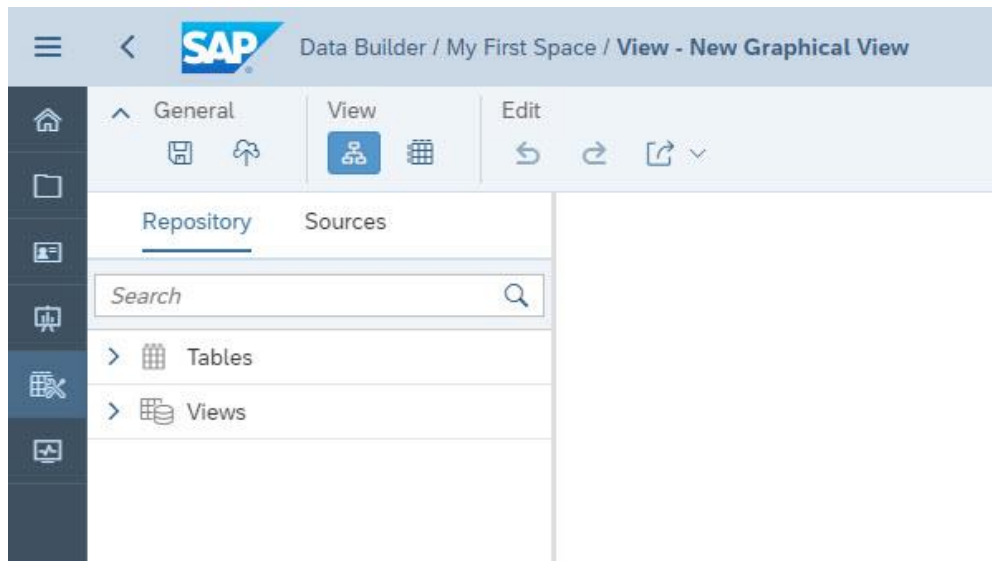 SAP Data Builder / My First Space / View - New Graphical View
General View Edit
Repository Sources
Search
Tables
Views